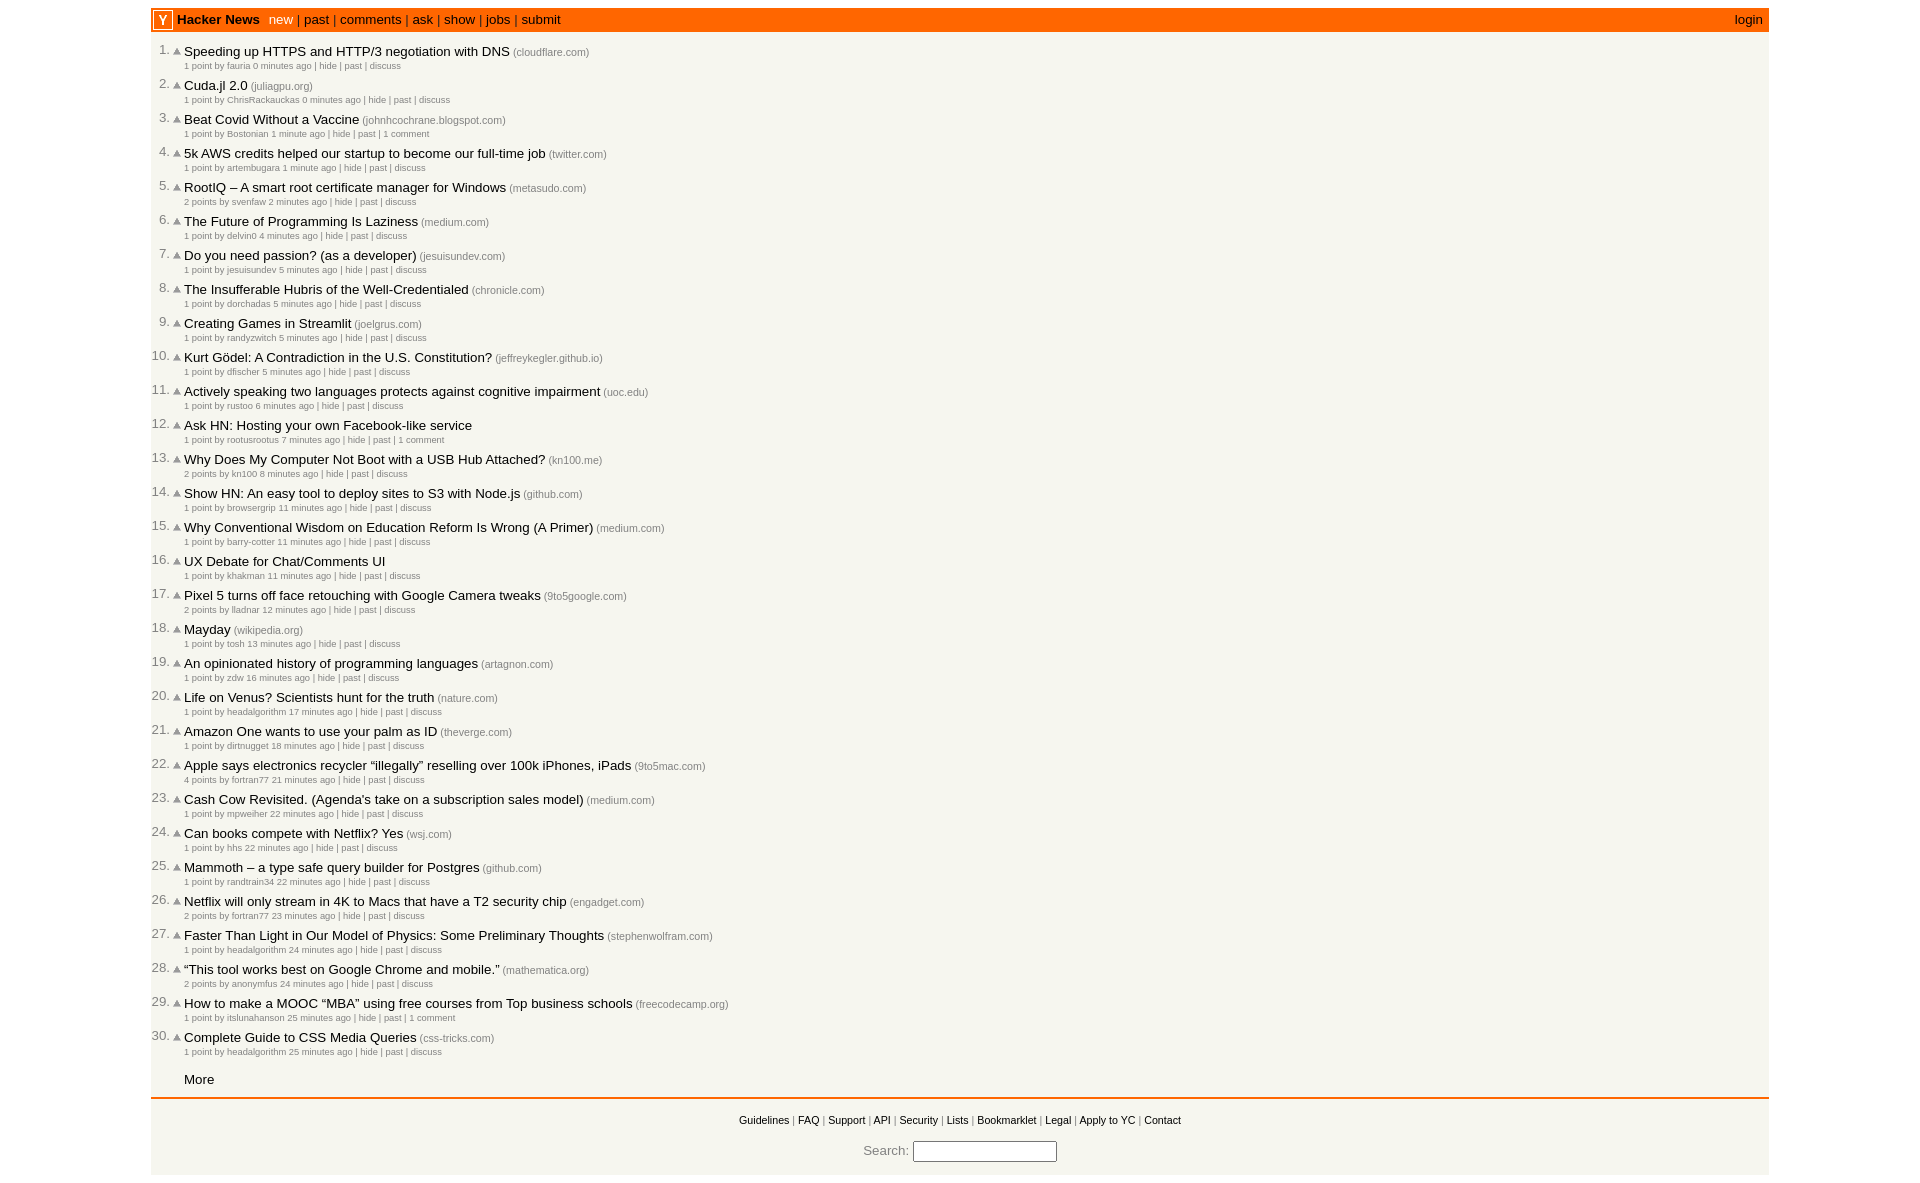 Y Hacker News new | past | comments | ask | show | jobs | submit login
1. Speeding up HTTPS and HTTP/3 negotiation with DNS (cloudflare.com)
1 point by fauria 0 minutes ago | hide | past | discuss
2. Cuda.jl 2.0 (juliagpu.org)
1 point by ChrisRackauckas 0 minutes ago | hide | past | discuss
3. Beat Covid Without a Vaccine (johnhcochrane.blogspot.com)
1 point by Bostonian 1 minute ago | hide | past | 1 comment
4. 5k AWS credits helped our startup to become our full-time job (twitter.com)
1 point by artembugara 1 minute ago | hide | past | discuss
5. RootIQ – A smart root certificate manager for Windows (metasudo.com)
2 points by svenfaw 2 minutes ago | hide | past | discuss
6. The Future of Programming Is Laziness (medium.com)
1 point by delvin0 4 minutes ago | hide | past | discuss
7. Do you need passion? (as a developer) (jesuisundev.com)
1 point by jesuisundev 5 minutes ago | hide | past | discuss
8. The Insufferable Hubris of the Well-Credentialed (chronicle.com)
1 point by dorchadas 5 minutes ago | hide | past | discuss
9. Creating Games in Streamlit (joelgrus.com)
1 point by randyzwitch 5 minutes ago | hide | past | discuss
10. Kurt Gödel: A Contradiction in the U.S. Constitution? (jeffreykegler.github.io)
1 point by dfischer 5 minutes ago | hide | past | discuss
11. Actively speaking two languages protects against cognitive impairment (uoc.edu)
1 point by rustoo 6 minutes ago | hide | past | discuss
12. Ask HN: Hosting your own Facebook-like service
1 point by rootusrootus 7 minutes ago | hide | past | 1 comment
13. Why Does My Computer Not Boot with a USB Hub Attached? (kn100.me)
2 points by kn100 8 minutes ago | hide | past | discuss
14. Show HN: An easy tool to deploy sites to S3 with Node.js (github.com)
1 point by browsergrip 11 minutes ago | hide | past | discuss
15. Why Conventional Wisdom on Education Reform Is Wrong (A Primer) (medium.com)
1 point by barry-cotter 11 minutes ago | hide | past | discuss
16. UX Debate for Chat/Comments UI
1 point by khakman 11 minutes ago | hide | past | discuss
17. Pixel 5 turns off face retouching with Google Camera tweaks (9to5google.com)
2 points by lladnar 12 minutes ago | hide | past | discuss
18. Mayday (wikipedia.org)
1 point by tosh 13 minutes ago | hide | past | discuss
19. An opinionated history of programming languages (artagnon.com)
1 point by zdw 16 minutes ago | hide | past | discuss
20. Life on Venus? Scientists hunt for the truth (nature.com)
1 point by headalgorithm 17 minutes ago | hide | past | discuss
21. Amazon One wants to use your palm as ID (theverge.com)
1 point by dirtnugget 18 minutes ago | hide | past | discuss
22. Apple says electronics recycler “illegally” reselling over 100k iPhones, iPads (9to5mac.com)
4 points by fortran77 21 minutes ago | hide | past | discuss
23. Cash Cow Revisited. (Agenda's take on a subscription sales model) (medium.com)
1 point by mpweiher 22 minutes ago | hide | past | discuss
24. Can books compete with Netflix? Yes (wsj.com)
1 point by hhs 22 minutes ago | hide | past | discuss
25. Mammoth – a type safe query builder for Postgres (github.com)
1 point by randtrain34 22 minutes ago | hide | past | discuss
26. Netflix will only stream in 4K to Macs that have a T2 security chip (engadget.com)
2 points by fortran77 23 minutes ago | hide | past | discuss
27. Faster Than Light in Our Model of Physics: Some Preliminary Thoughts (stephenwolfram.com)
1 point by headalgorithm 24 minutes ago | hide | past | discuss
28. “This tool works best on Google Chrome and mobile.” (mathematica.org)
2 points by anonymfus 24 minutes ago | hide | past | discuss
29. How to make a MOOC “MBA” using free courses from Top business schools (freecodecamp.org)
1 point by itslunahanson 25 minutes ago | hide | past | 1 comment
30. Complete Guide to CSS Media Queries (css-tricks.com)
1 point by headalgorithm 25 minutes ago | hide | past | discuss
More
Guidelines | FAQ | Support | API | Security | Lists | Bookmarklet | Legal | Apply to YC | Contact
Search: